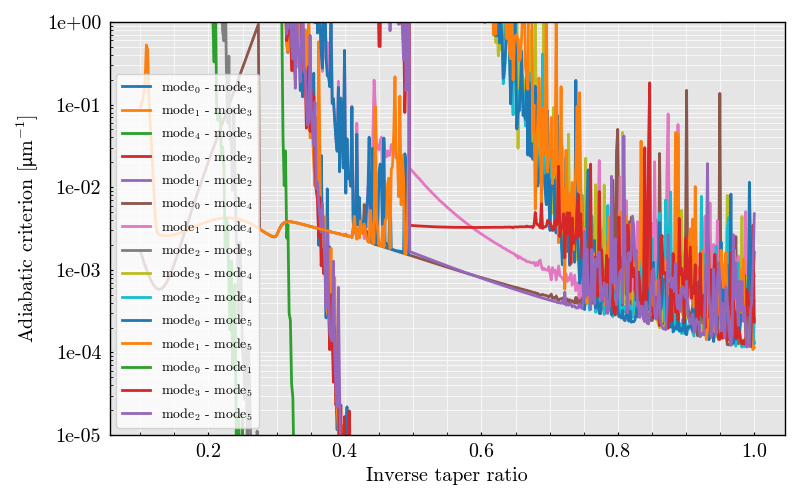 1e+00
1e-01
1e-02
1e-03
1e-04
1e-05
Adiabatic criterion [µm⁻¹]
mode₀ - mode₃
mode₁ - mode₃
mode₄ - mode₅
mode₀ - mode₂
mode₁ - mode₂
mode₀ - mode₄
mode₁ - mode₄
mode₂ - mode₃
mode₃ - mode₄
mode₂ - mode₄
mode₀ - mode₅
mode₁ - mode₅
mode₀ - mode₁
mode₃ - mode₅
mode₂ - mode₅
0.2 0.4 0.6 0.8 1.0
Inverse taper ratio